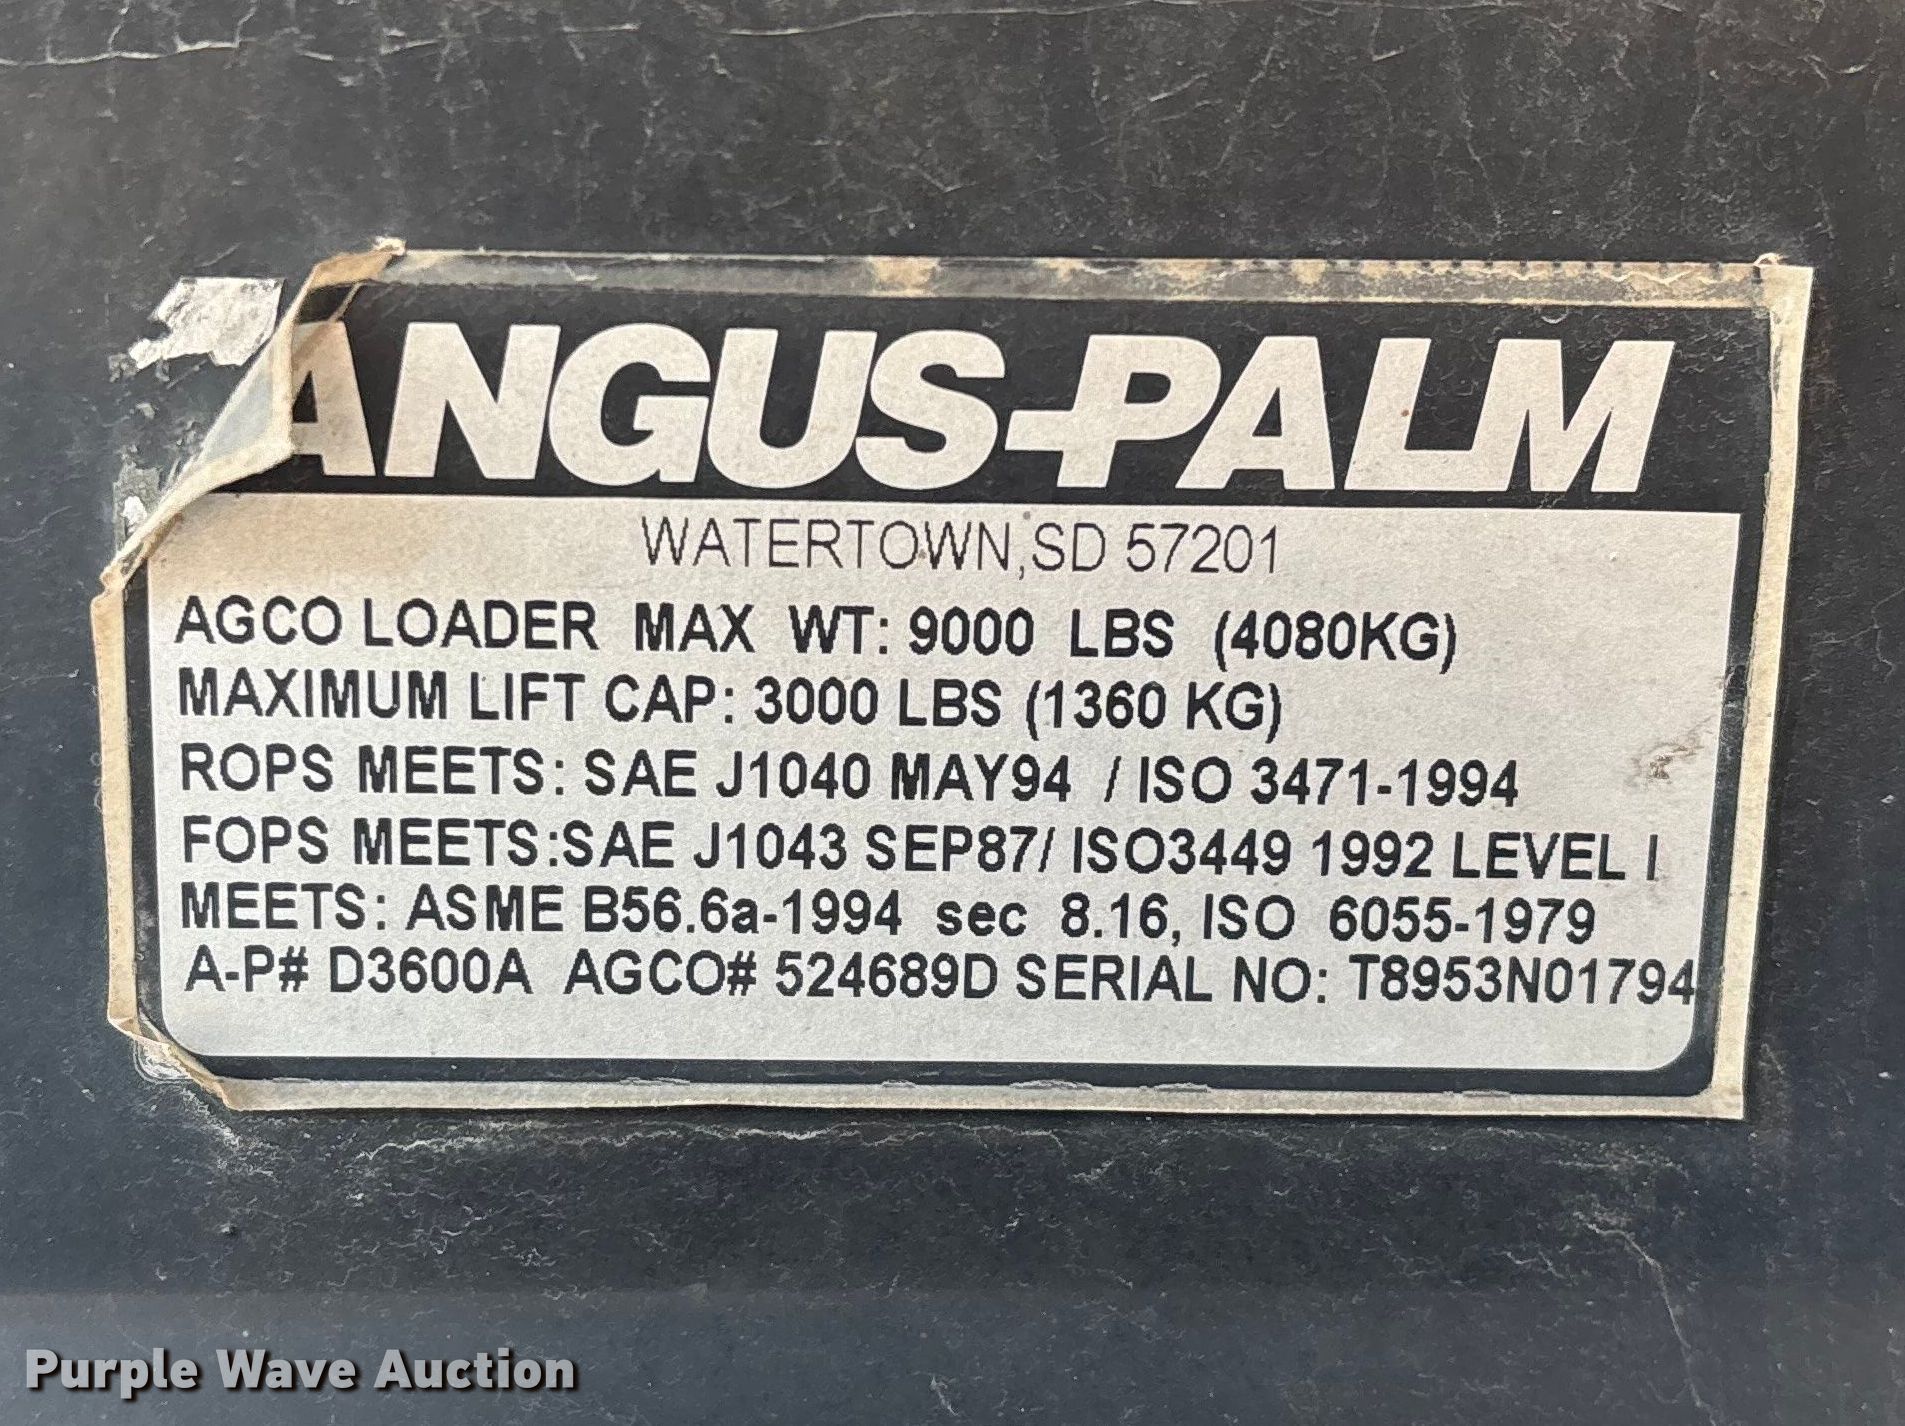 ANGUS-PALM
WATERTOWN,SD 57201
AGCO LOADER MAX WT: 9000 LBS (4080KG)
MAXIMUM LIFT CAP: 3000 LBS (1360 KG)
ROPS MEETS: SAE J1040 MAY94 / ISO 3471-1994
FOPS MEETS:SAE J1043 SEP87/ ISO3449 1992 LEVEL I
MEETS: ASME B56.6a-1994 sec 8.16, ISO 6055-1979
A-P# D3600A AGCO# 524689D SERIAL NO: T8953N01794
Purple Wave Auction